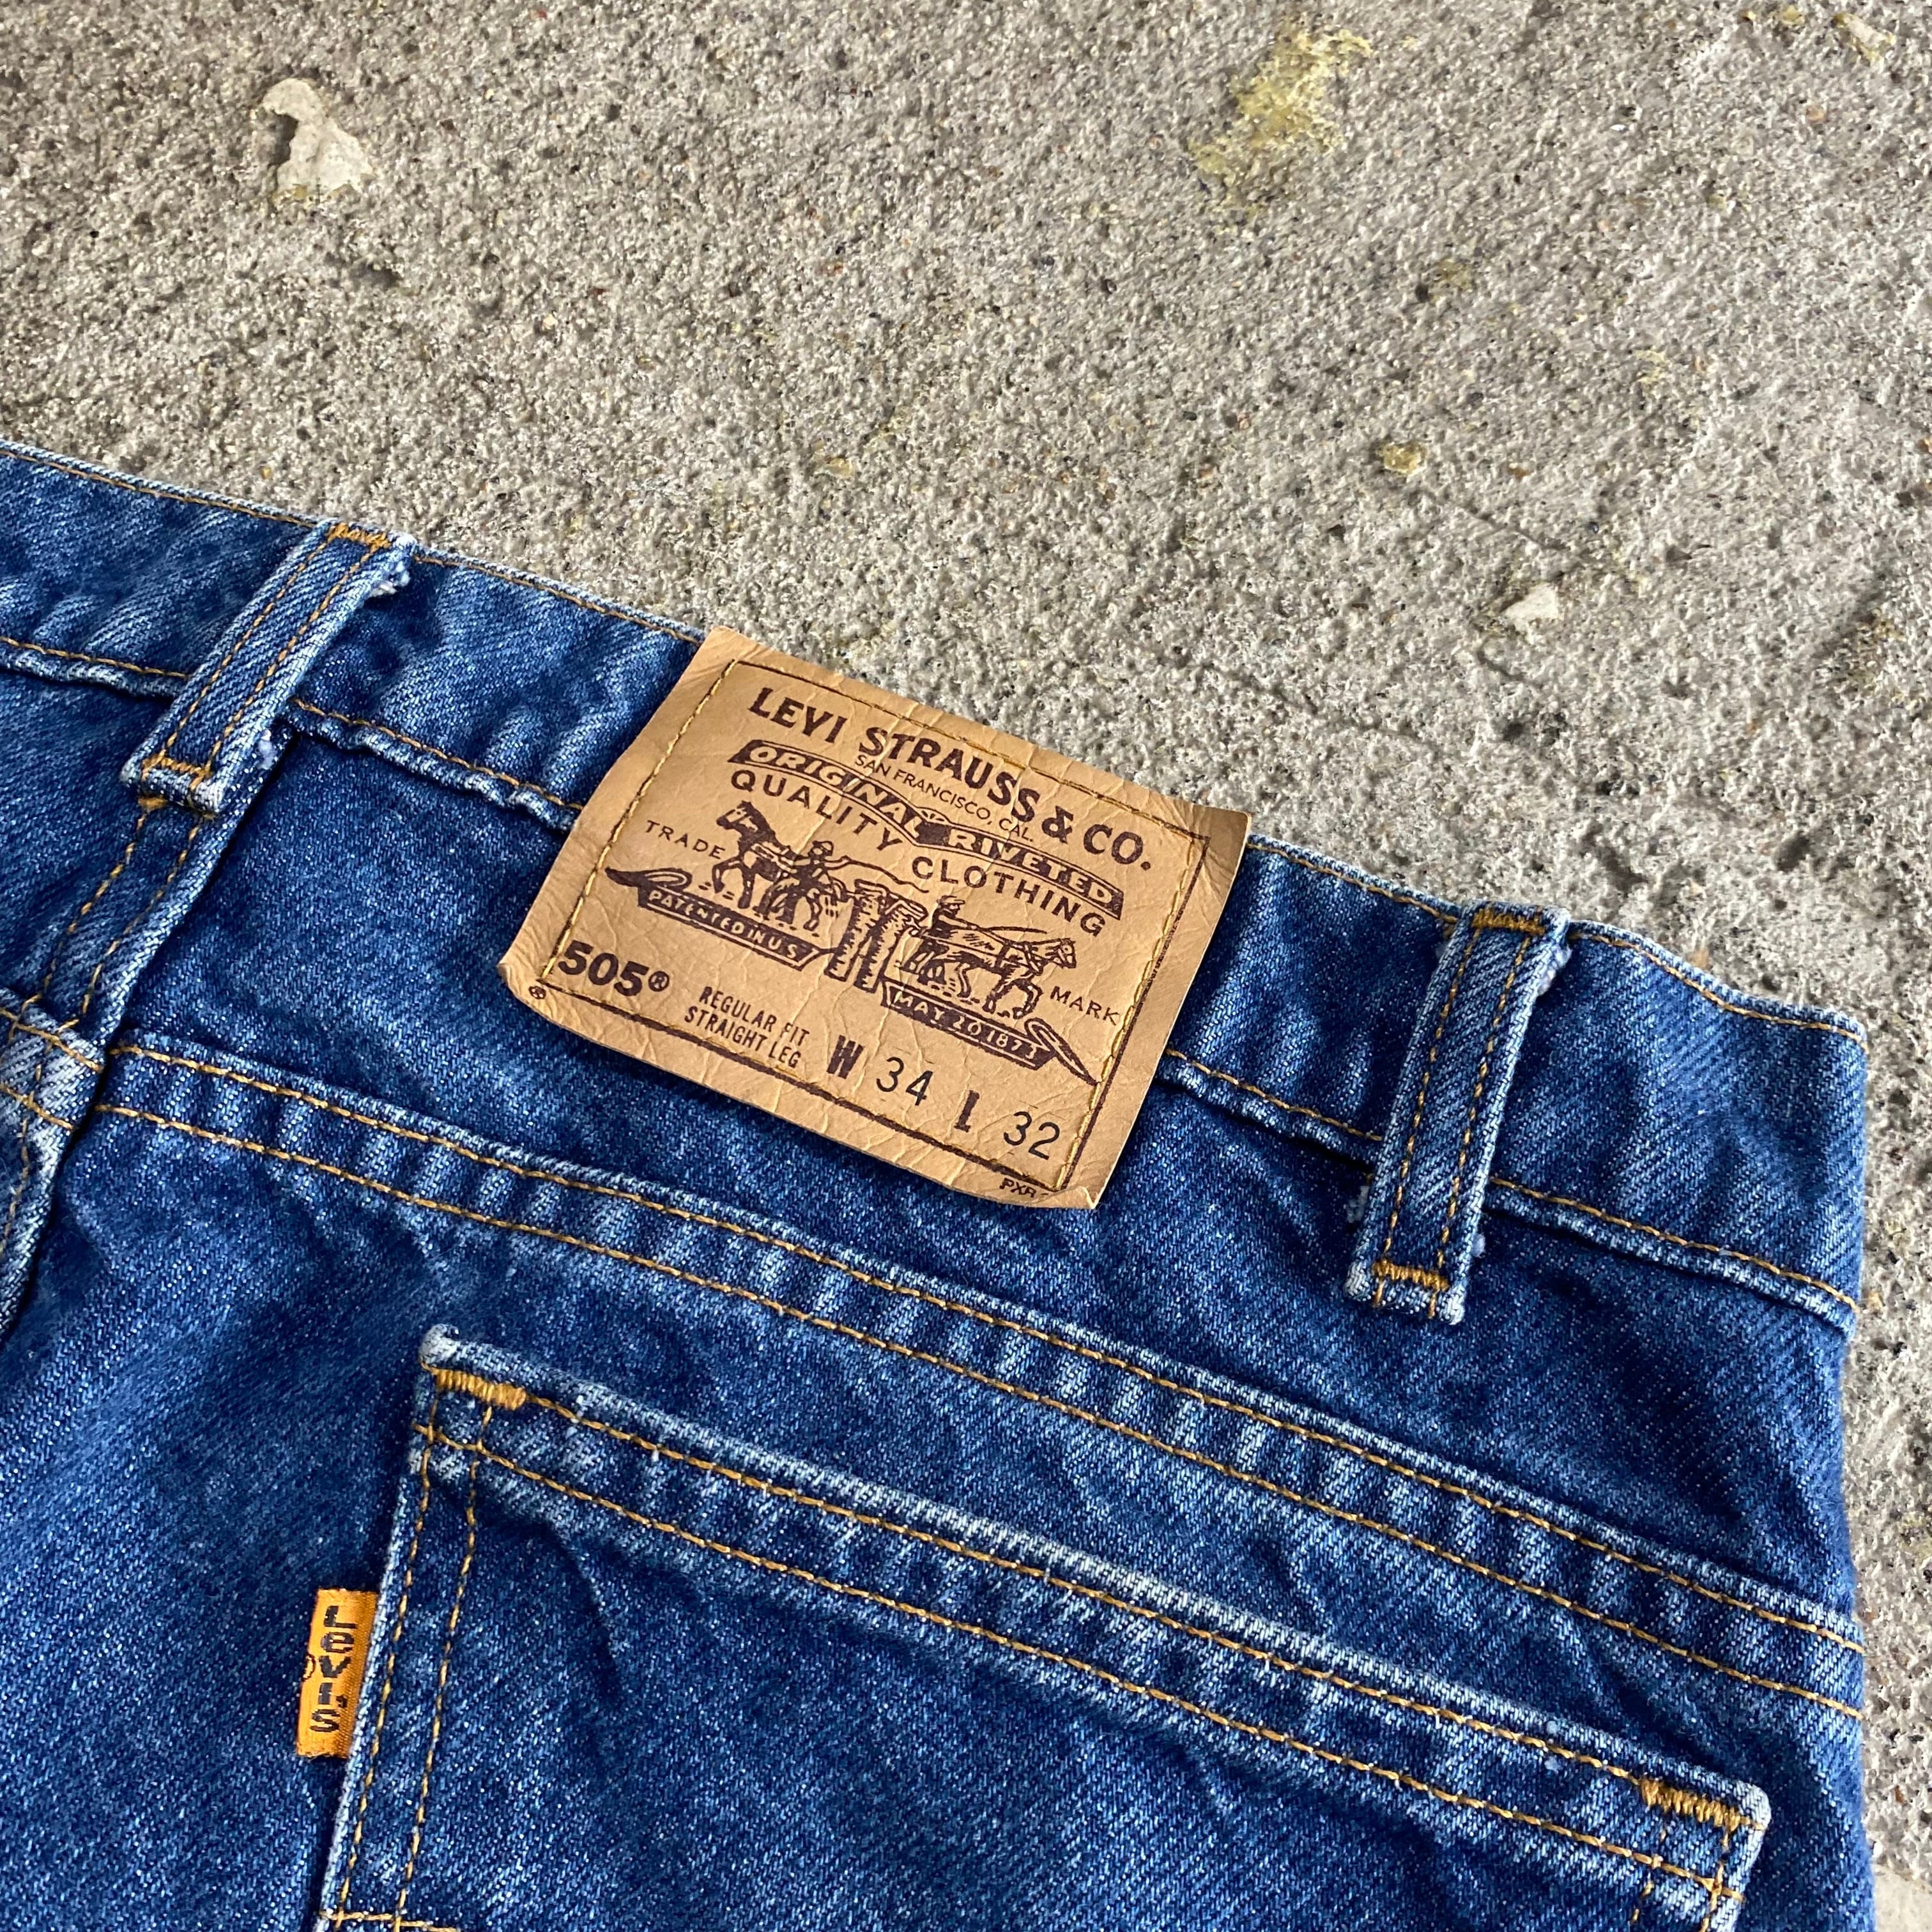 LEVI STRAUSS & CO.
SAN FRANCISCO, CAL.
ORIGINAL RIVETED
QUALITY CLOTHING
TRADE MARK
PATENTED IN U S
MAY 20 1873
505®
REGULAR FIT
STRAIGHT LEG
W 34 L 32
®
LEVI'S